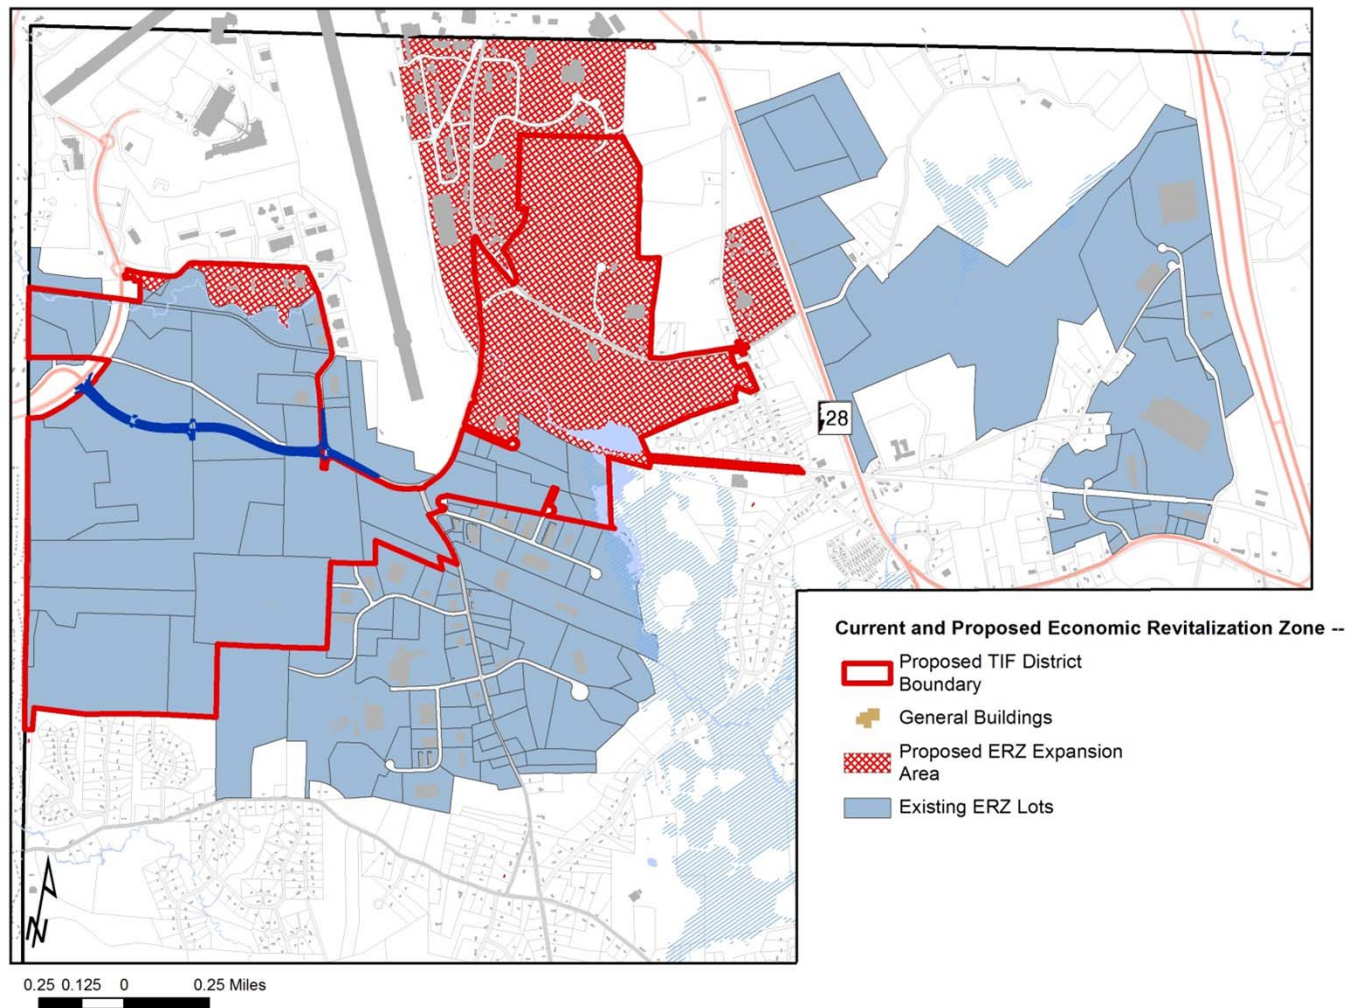 28
Current and Proposed Economic Revitalization Zone --
Proposed TIF District
Boundary
General Buildings
Proposed ERZ Expansion
Area
Existing ERZ Lots
N
0.25 0.125 0 0.25 Miles